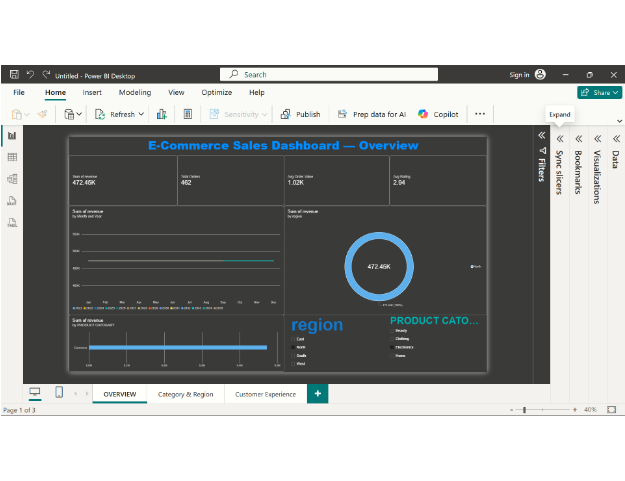 Untitled - Power BI Desktop
Search
Sign in
File
Home
Insert
Modeling
View
Optimize
Help
Share
Refresh
Sensitivity
Publish
Prep data for AI
Copilot
Expand
E-Commerce Sales Dashboard — Overview
Sum of revenue
472.46K
Total Orders
462
Avg Order Value
1.02K
Avg Rating
2.94
Sum of revenue
by Month and Year
Jan Feb Mar Apr May Jun Jul Aug Sep Oct Nov Dec
Sum of revenue
by region
472.46K
North
Sum of revenue
by PRODUCT CATEGORY
region
East
North
South
West
PRODUCT CATO...
Beauty
Clothing
Electronics
Home
Filters
Sync slicers
Bookmarks
Visualizations
Data
OVERVIEW
Category & Region
Customer Experience
Page 1 of 3
40%